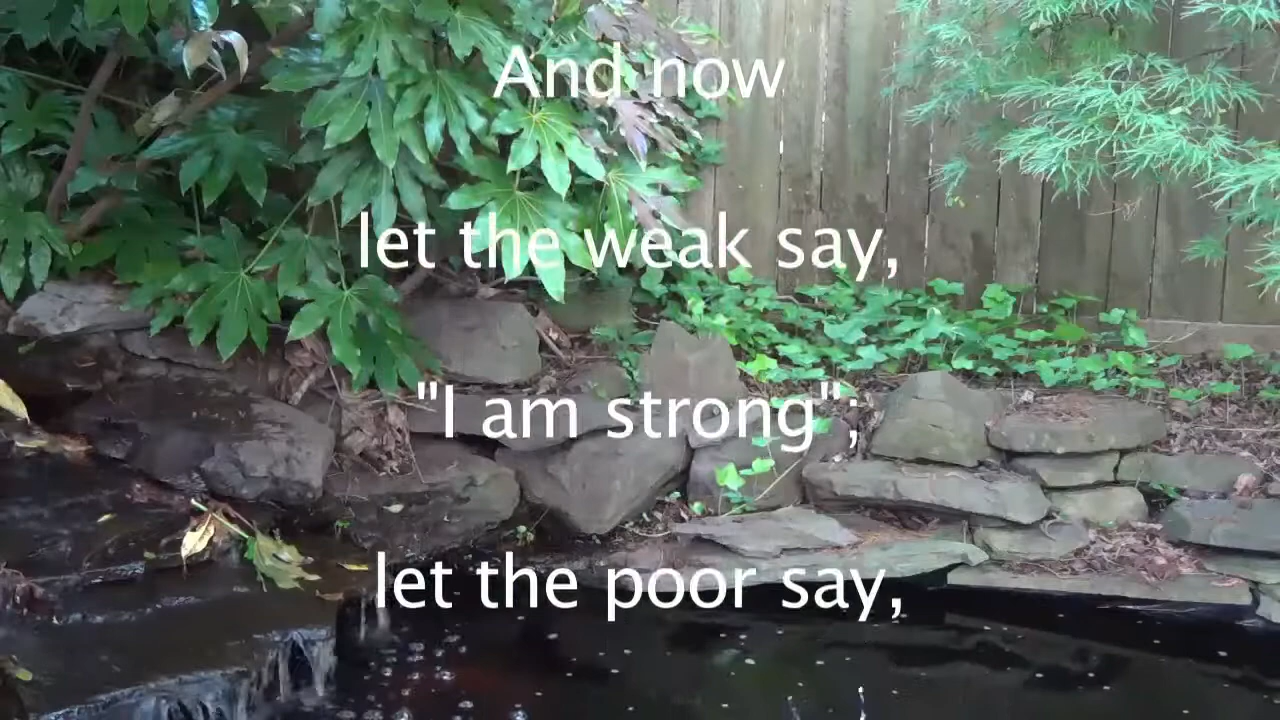 And now
let the weak say,
"I am strong";
let the poor say,